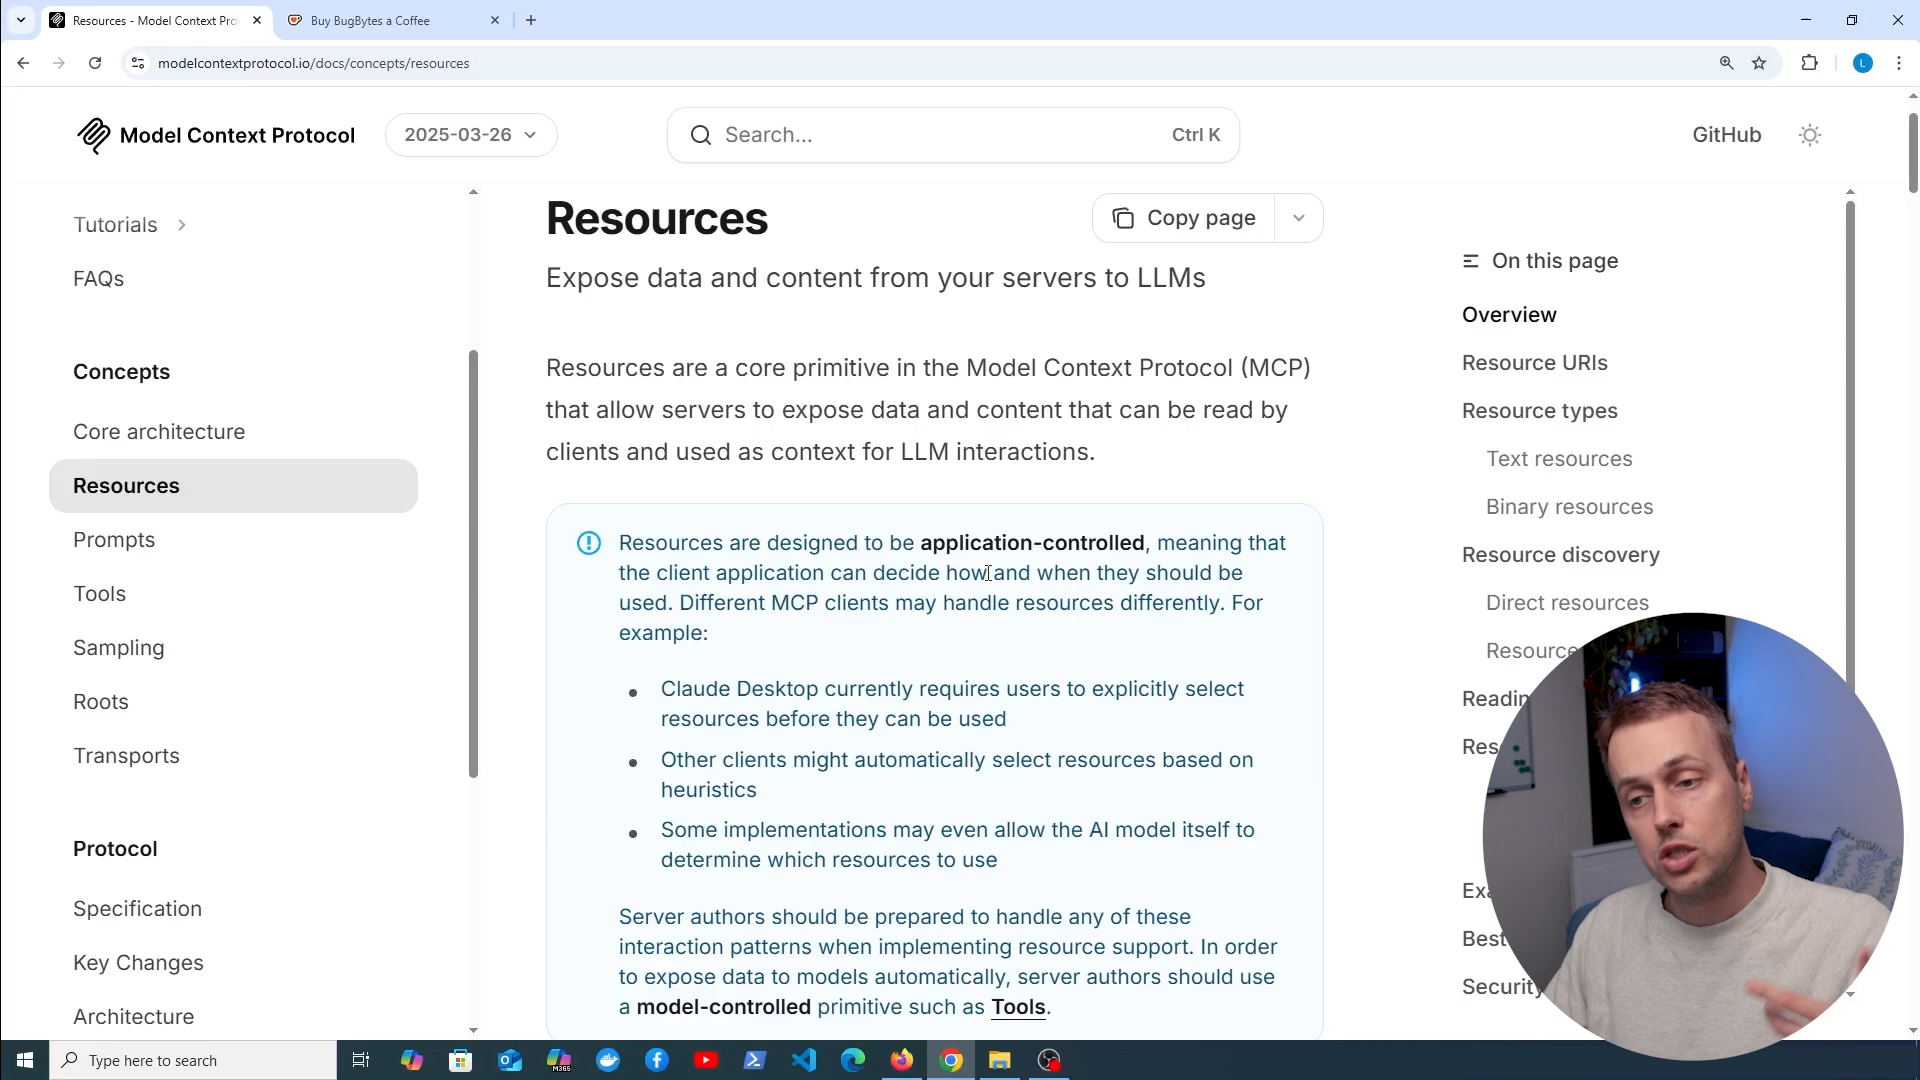 Resources - Model Context Pro
Buy BugBytes a Coffee
modelcontextprotocol.io/docs/concepts/resources
L
Model Context Protocol
2025-03-26
Search...
Ctrl K
GitHub
Tutorials
FAQs
Concepts
Core architecture
Resources
Prompts
Tools
Sampling
Roots
Transports
Protocol
Specification
Key Changes
Architecture
Resources
Copy page
Expose data and content from your servers to LLMs
Resources are a core primitive in the Model Context Protocol (MCP)
that allow servers to expose data and content that can be read by
clients and used as context for LLM interactions.
Resources are designed to be application-controlled, meaning that
the client application can decide how and when they should be
used. Different MCP clients may handle resources differently. For
example:
Claude Desktop currently requires users to explicitly select
resources before they can be used
Other clients might automatically select resources based on
heuristics
Some implementations may even allow the AI model itself to
determine which resources to use
Server authors should be prepared to handle any of these
interaction patterns when implementing resource support. In order
to expose data to models automatically, server authors should use
a model-controlled primitive such as Tools.
On this page
Overview
Resource URIs
Resource types
Text resources
Binary resources
Resource discovery
Direct resources
Resource
Readin
Res
Exa
Best
Security
Type here to search
M365